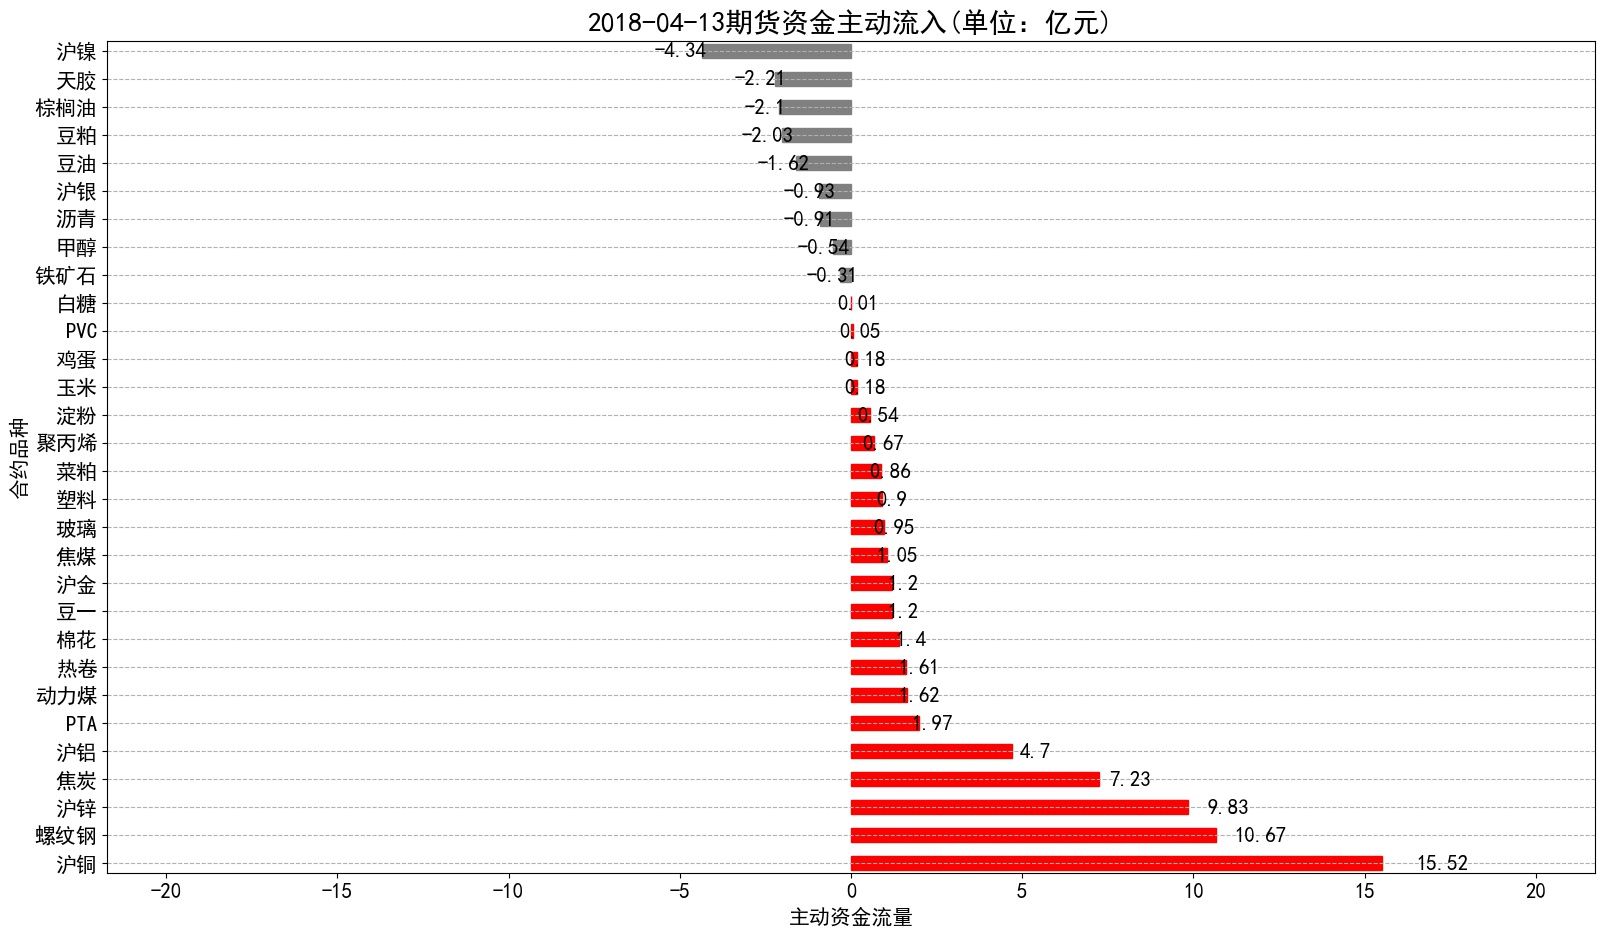 2018-04-13期货资金主动流入(单位：亿元)
合约品种
沪镍 -4.34
天胶 -2.21
棕榈油 -2.1
豆粕 -2.03
豆油 -1.62
沪银 -0.93
沥青 -0.91
甲醇 -0.54
铁矿石 -0.31
白糖 0.01
PVC 0.05
鸡蛋 0.18
玉米 0.18
淀粉 0.54
聚丙烯 0.67
菜粕 0.86
塑料 0.9
玻璃 0.95
焦煤 1.05
沪金 1.2
豆一 1.2
棉花 1.4
热卷 1.61
动力煤 1.62
PTA 1.97
沪铝 4.7
焦炭 7.23
沪锌 9.83
螺纹钢 10.67
沪铜 15.52
-20 -15 -10 -5 0 5 10 15 20
主动资金流量